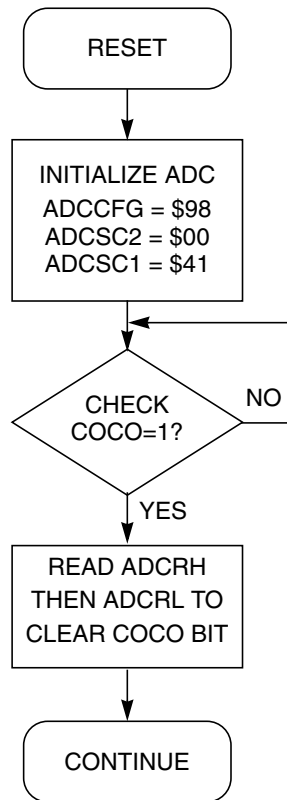 RESET
INITIALIZE ADC
ADCCFG = $98
ADCSC2 = $00
ADCSC1 = $41
CHECK
COCO=1?
NO
YES
READ ADCRH
THEN ADCRL TO
CLEAR COCO BIT
CONTINUE